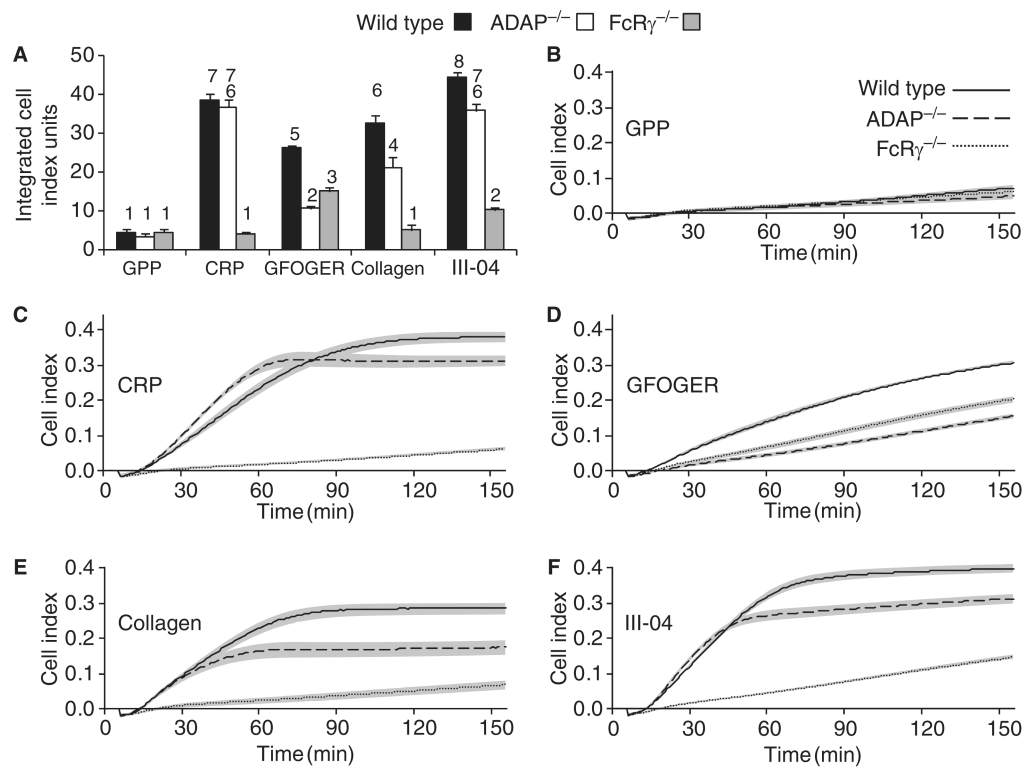 Wild type ADAP−/− FcRγ−/−
A
Integrated cell
index units
50
40
30
20
10
0
1 1 1
7 7
6 1
5 2 3
6 4 1
8 7
6 2
GPP CRP GFOGER Collagen III-04
B
Cell index
0.4
0.3
0.2
0.1
0.0
GPP
Wild type
ADAP−/−
FcRγ−/−
0 30 60 90 120 150
Time (min)
C
Cell index
0.4
0.3
0.2
0.1
0.0
CRP
0 30 60 90 120 150
Time (min)
D
Cell index
0.4
0.3
0.2
0.1
0.0
GFOGER
0 30 60 90 120 150
Time (min)
E
Cell index
0.4
0.3
0.2
0.1
0.0
Collagen
0 30 60 90 120 150
Time (min)
F
Cell index
0.4
0.3
0.2
0.1
0.0
III-04
0 30 60 90 120 150
Time (min)